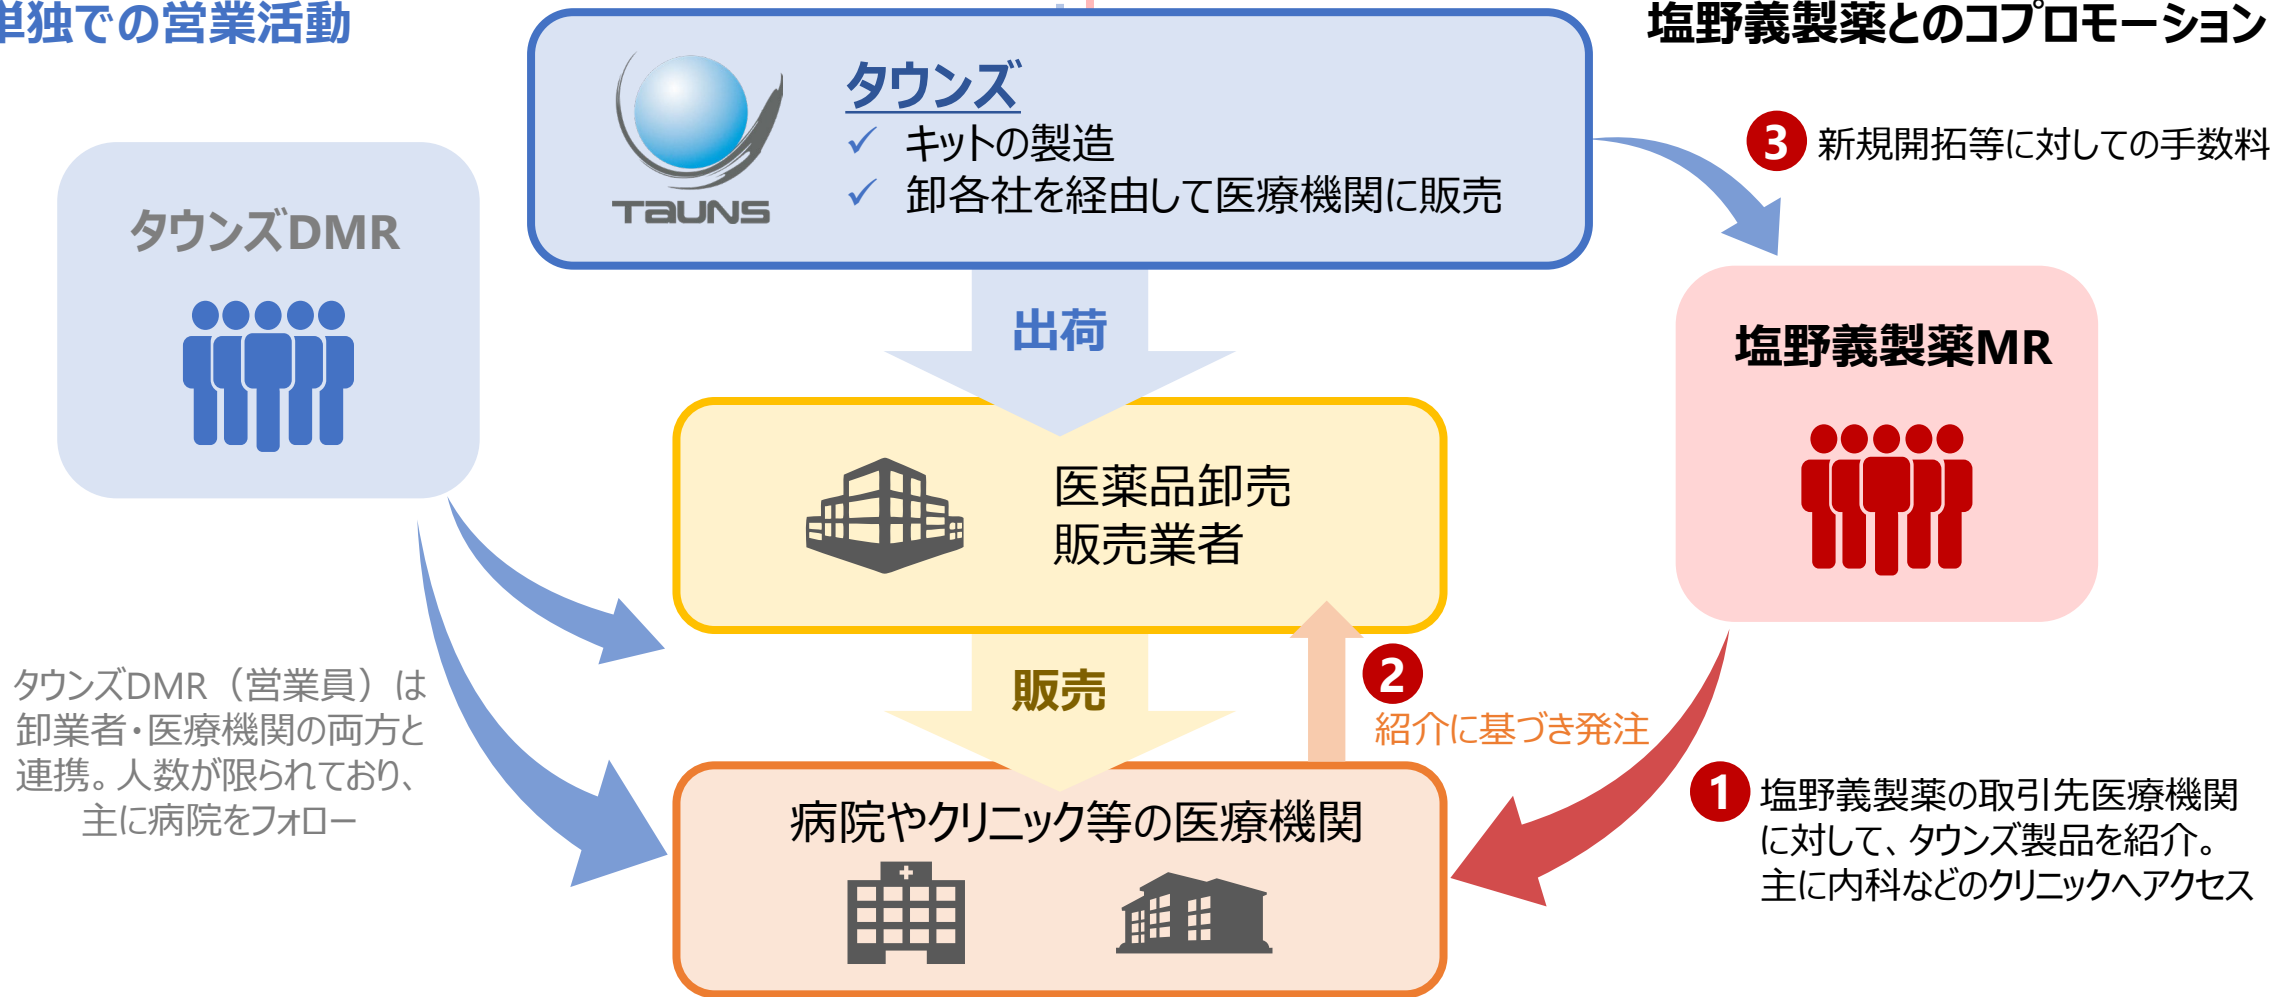 単独での営業活動
塩野義製薬とのコプロモーション
タウンズ
✓ キットの製造
✓ 卸各社を経由して医療機関に販売
TAUNS
3 新規開拓等に対しての手数料
タウンズDMR
出荷
塩野義製薬MR
医薬品卸売
販売業者
タウンズDMR（営業員）は
卸業者・医療機関の両方と
連携。人数が限られており、
主に病院をフォロー
販売
2
紹介に基づき発注
1 塩野義製薬の取引先医療機関
に対して、タウンズ製品を紹介。
主に内科などのクリニックへアクセス
病院やクリニック等の医療機関